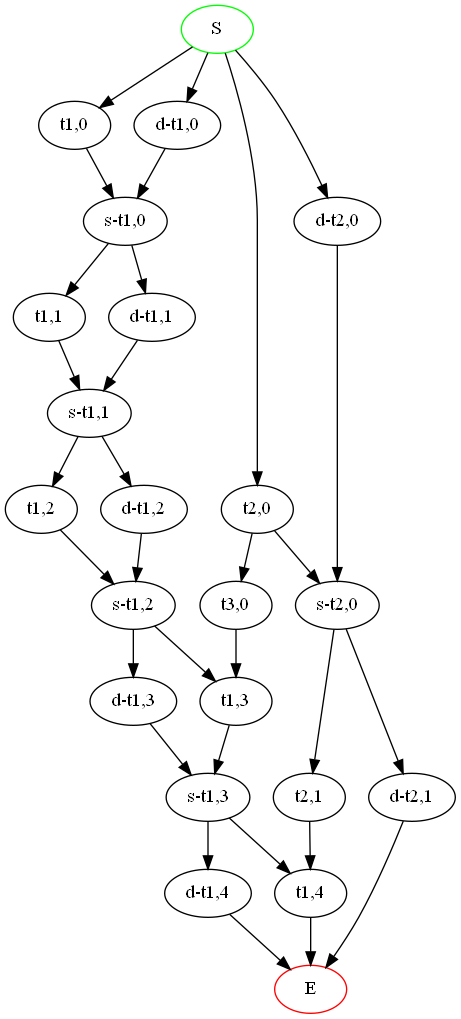 S
t1,0
d-t1,0
s-t1,0
d-t2,0
t1,1
d-t1,1
s-t1,1
t1,2
d-t1,2
t2,0
s-t1,2
t3,0
s-t2,0
d-t1,3
t1,3
s-t1,3
t2,1
d-t2,1
d-t1,4
t1,4
E